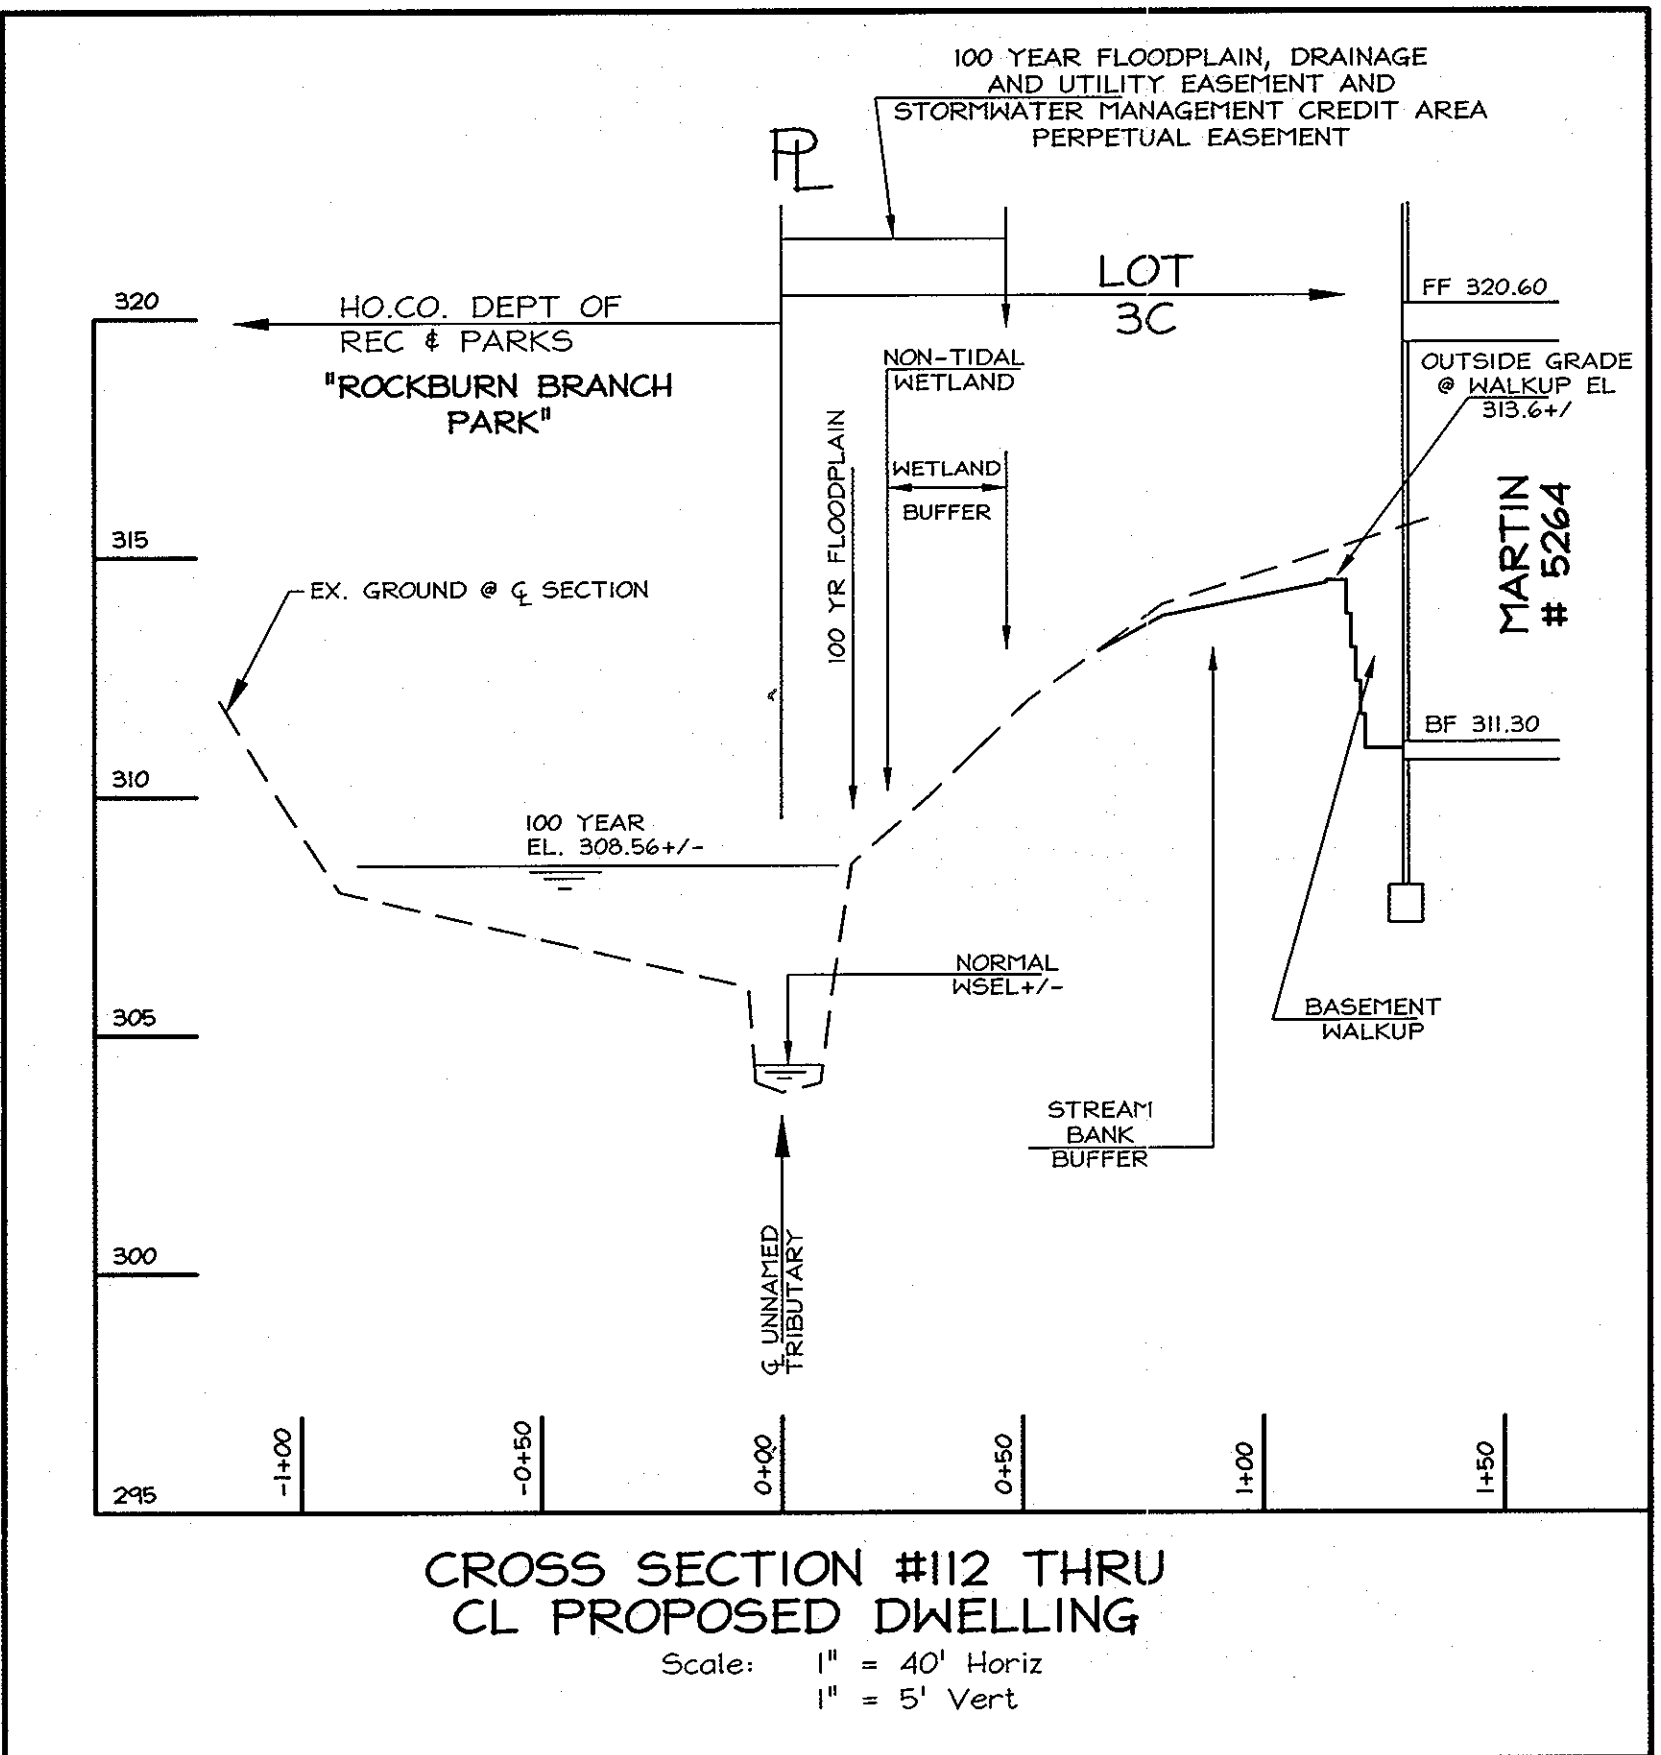 100 YEAR FLOODPLAIN, DRAINAGE
AND UTILITY EASEMENT AND
STORMWATER MANAGEMENT CREDIT AREA
PERPETUAL EASEMENT
PL
LOT
3C
HO.CO. DEPT OF
REC & PARKS
"ROCKBURN BRANCH
PARK"
320
315
310
305
300
295
FF 320.60
OUTSIDE GRADE
@ WALKUP EL
313.6+/
NON-TIDAL
WETLAND
WETLAND
BUFFER
100 YR FLOODPLAIN
MARTIN
# 5264
EX. GROUND @ ℄ SECTION
BF 311.30
100 YEAR
EL. 308.56+/-
NORMAL
WSEL+/-
BASEMENT
WALKUP
STREAM
BANK
BUFFER
℄ UNNAMED
TRIBUTARY
-1+00
-0+50
0+00
0+50
1+00
1+50
CROSS SECTION #112 THRU
CL PROPOSED DWELLING
Scale: 1" = 40' Horiz
1" = 5' Vert